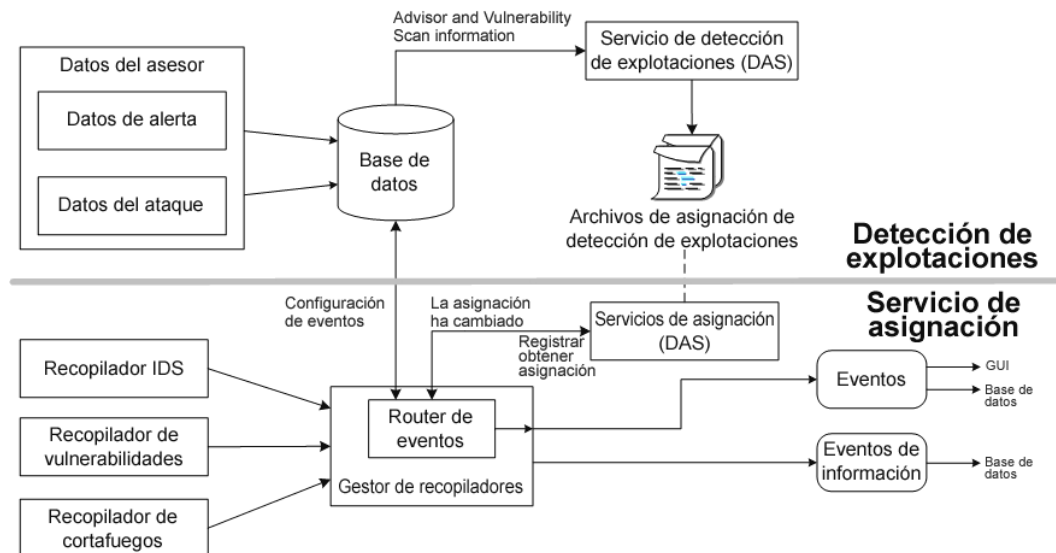 Advisor and Vulnerability
Scan information
Servicio de detección
de explotaciones (DAS)
Datos del asesor
Datos de alerta
Datos del ataque
Base de
datos
Archivos de asignación de
detección de explotaciones
Detección de
explotaciones
Configuración
de eventos
La asignación
ha cambiado
Registrar
obtener
asignación
Servicios de asignación
(DAS)
Servicio de
asignación
Recopilador IDS
Recopilador de
vulnerabilidades
Recopilador de
cortafuegos
Router de
eventos
Gestor de recopiladores
Eventos
GUI
Base de
datos
Eventos de
información
Base de
datos